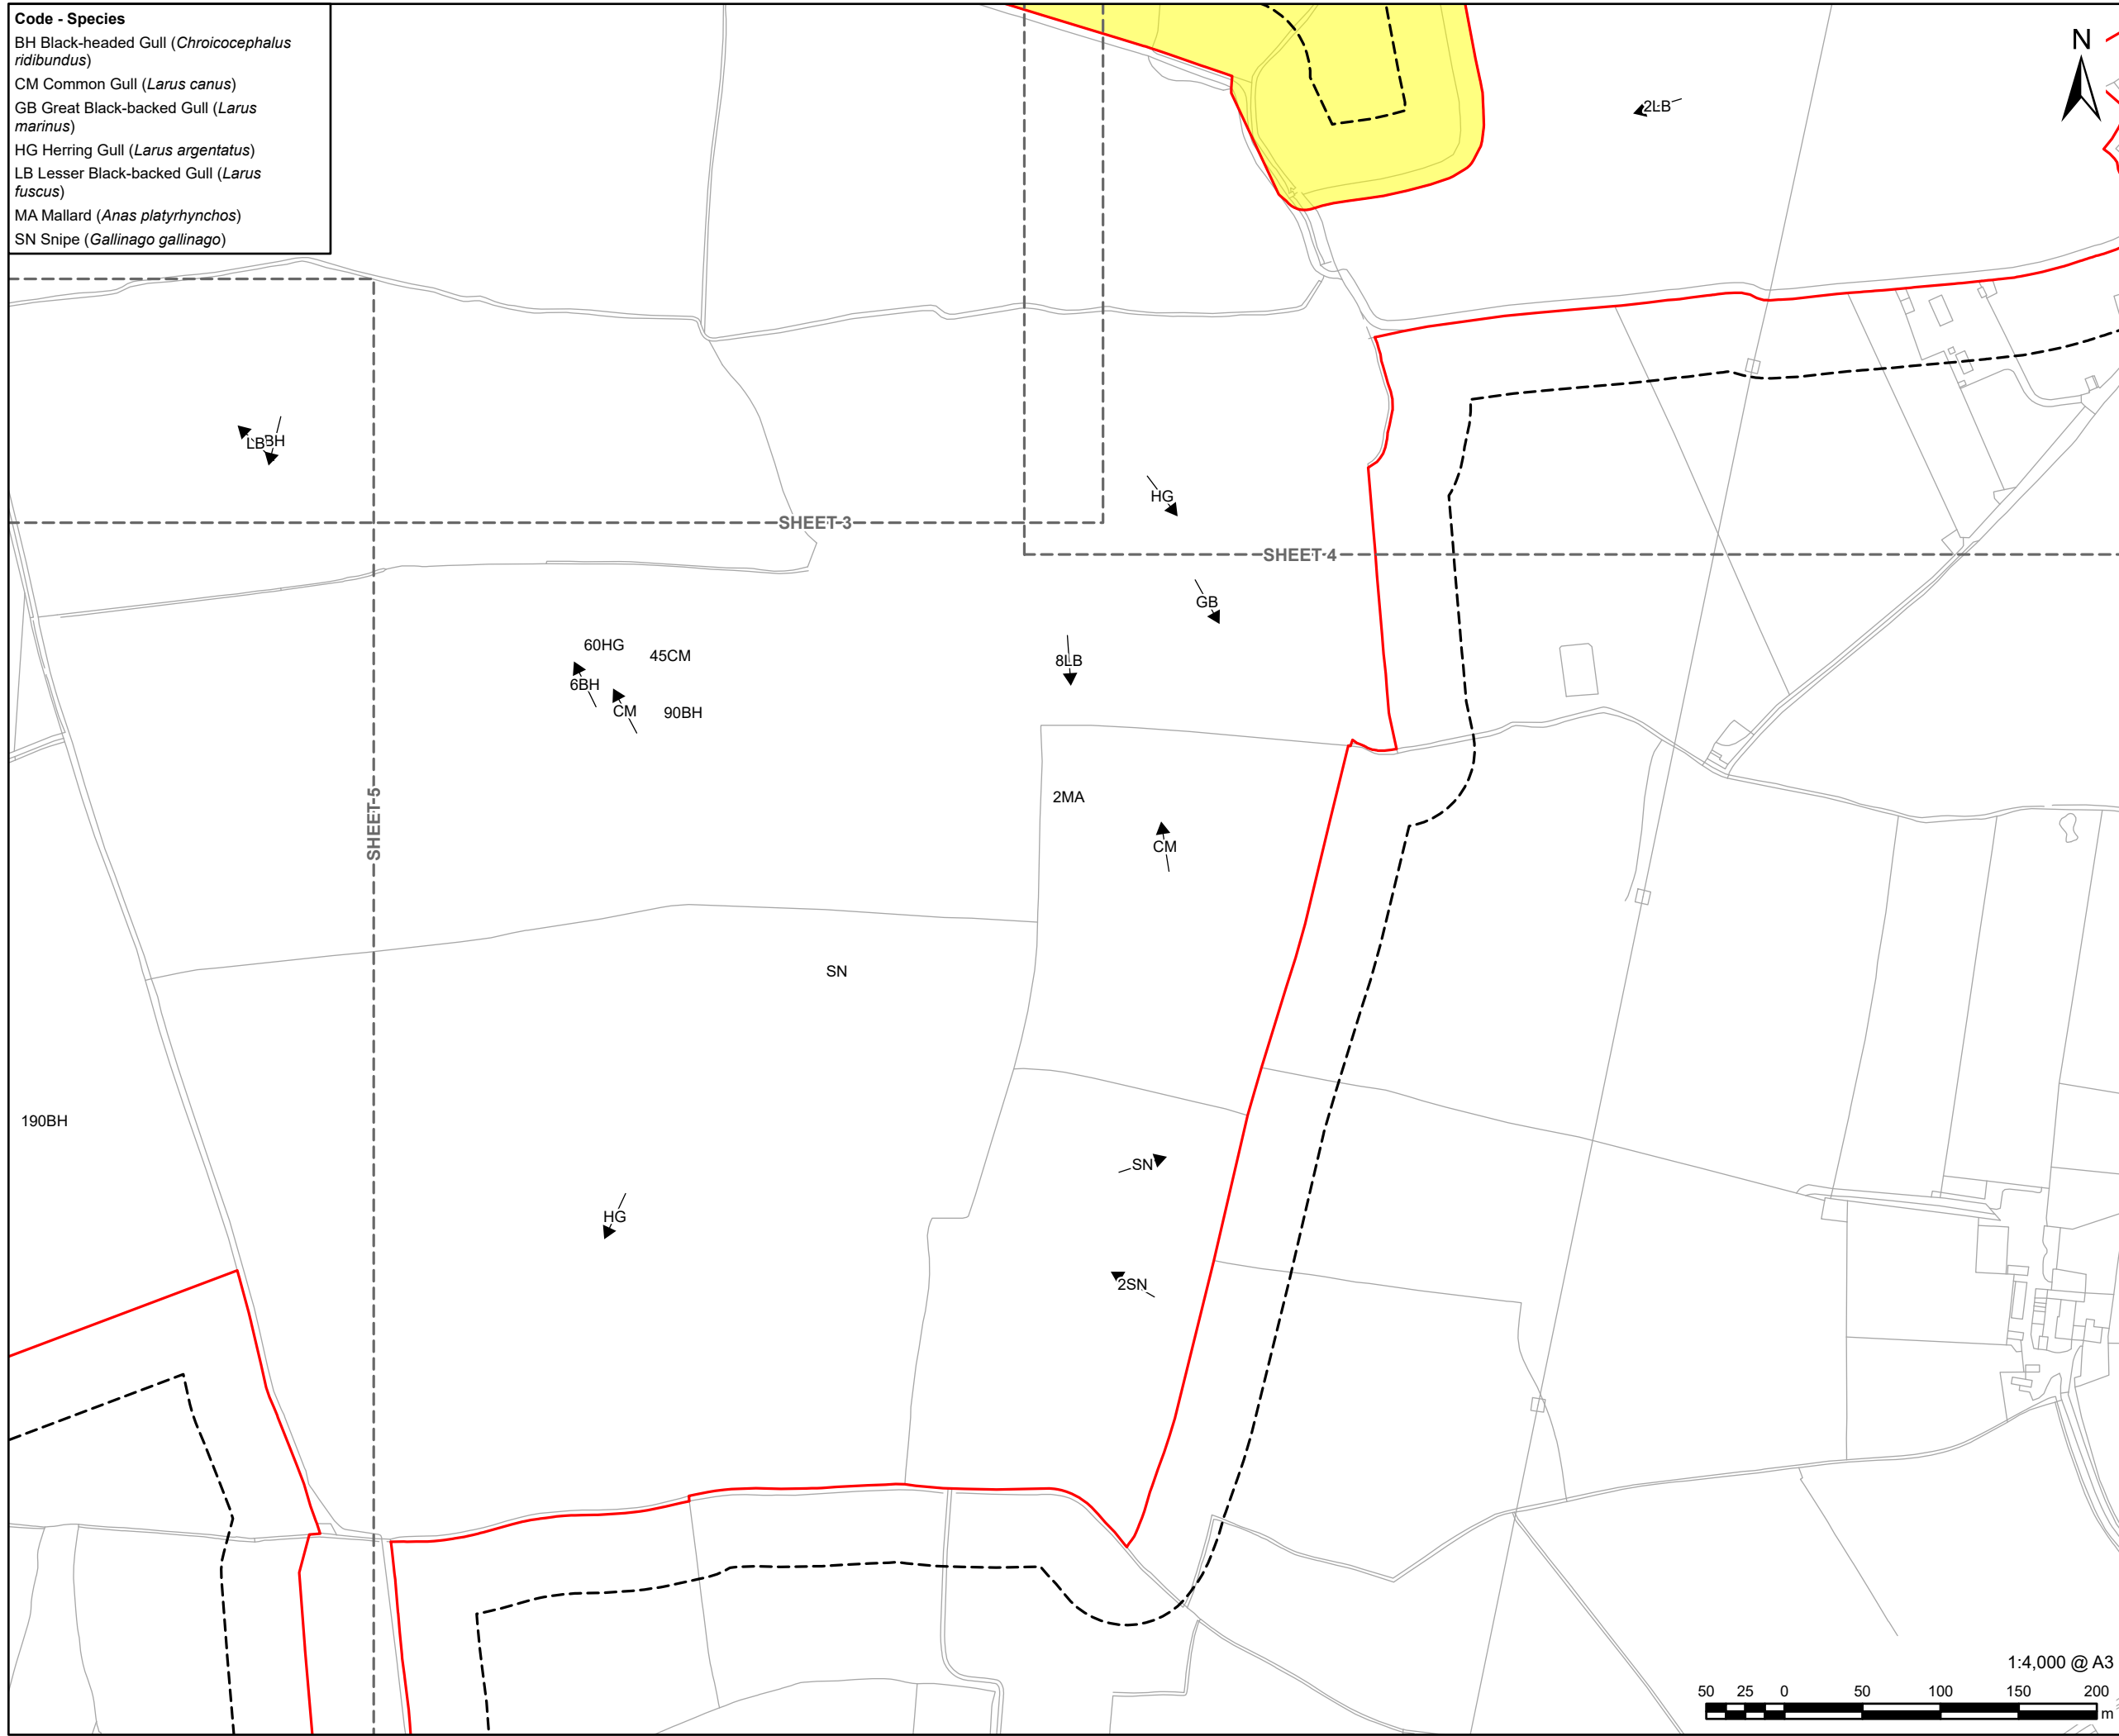 Code - Species
BH Black-headed Gull (Chroicocephalus
ridibundus)
CM Common Gull (Larus canus)
GB Great Black-backed Gull (Larus
marinus)
HG Herring Gull (Larus argentatus)
LB Lesser Black-backed Gull (Larus
fuscus)
MA Mallard (Anas platyrhynchos)
SN Snipe (Gallinago gallinago)
N
2LB
LB
BH
HG
SHEET 3
SHEET 4
GB
60HG
45CM
8LB
6BH
CM
90BH
2MA
SHEET 5
CM
SN
190BH
SN
HG
2SN
1:4,000 @ A3
50 25 0 50 100 150 200
m